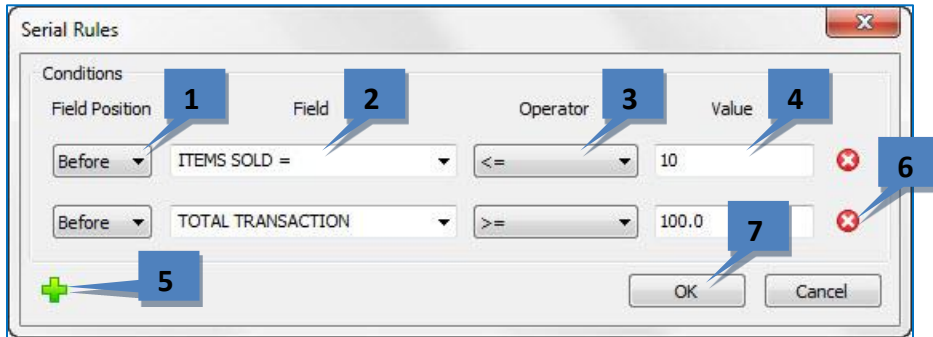 Serial Rules
Conditions
Field Position 1 Field 2 Operator 3 Value 4
Before ITEMS SOLD = <= 10 6
Before TOTAL TRANSACTION >= 100.0 7
5 OK Cancel